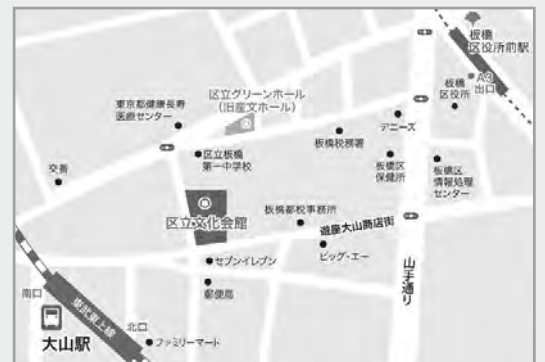 板橋
区役所前駅
A3
出口
板橋
区役所
区立グリーンホール
(旧産文ホール)
東京都健康長寿
医療センター
デニーズ
板橋税務署
区立板橋
第一中学校
板橋区
保健所
板橋区
情報処理
センター
交番
区立文化会館
板橋都税事務所
遊座大山商店街
ビッグ・エー
山手通り
セブンイレブン
郵便局
南口
東武東上線
北口
大山駅
ファミリーマート